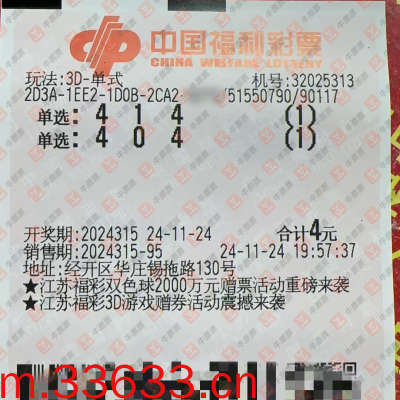 中国福利彩票
CHINA WELFARE LOTTERY
玩法:3D-单式 机号:32025313
2D3A-1EE2-1D0B-2CA2 51550790/90117
单选: 4 1 4 (1)
单选: 4 0 4 (1)
开奖期:2024315 24-11-24 合计4元
销售期:2024315-95 24-11-24 19:57:37
地址:经开区华庄锡拖路130号
★江苏福彩双色球2000万元赠票活动重磅来袭
★江苏福彩3D游戏赠券活动震撼来袭
m.33633.cn